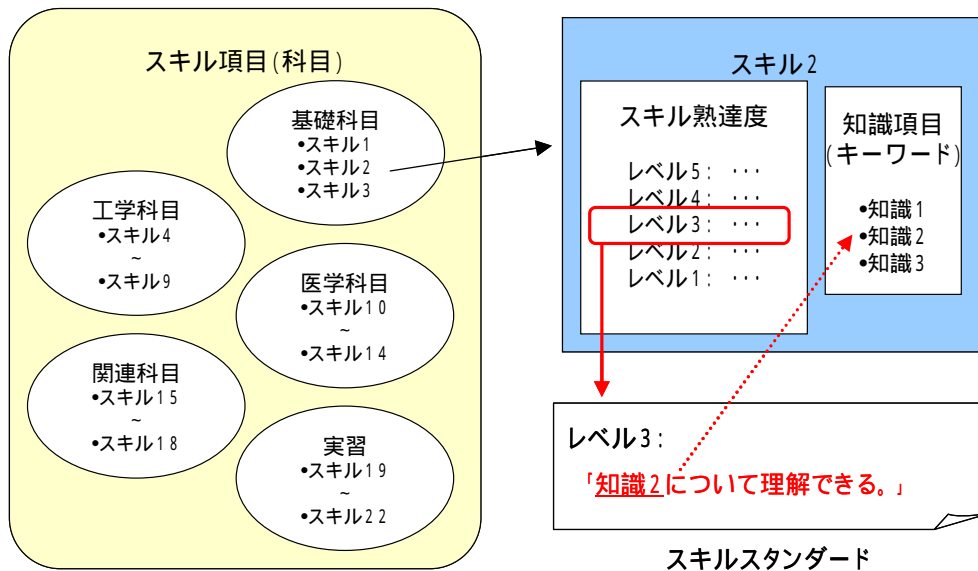 スキル項目(科目)
基礎科目
•スキル1
•スキル2
•スキル3
工学科目
•スキル4
~
•スキル9
医学科目
•スキル10
~
•スキル14
関連科目
•スキル15
~
•スキル18
実習
•スキル19
~
•スキル22
スキル2
スキル熟達度
レベル5: ・・・
レベル4: ・・・
レベル3: ・・・
レベル2: ・・・
レベル1: ・・・
知識項目
(キーワード)
•知識1
•知識2
•知識3
レベル3:
「知識2について理解できる。」
スキルスタンダード